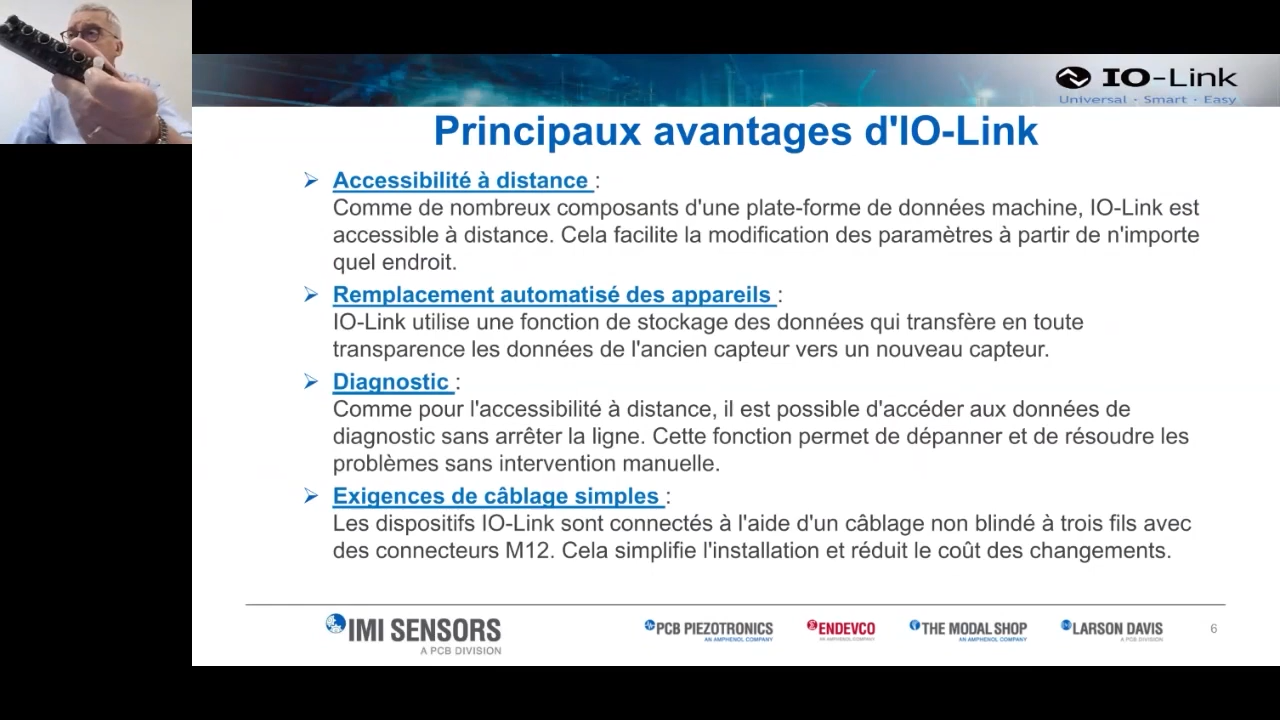 IO-Link
Universal · Smart · Easy
Principaux avantages d'IO-Link
➢ Accessibilité à distance :
Comme de nombreux composants d'une plate-forme de données machine, IO-Link est
accessible à distance. Cela facilite la modification des paramètres à partir de n'importe
quel endroit.
➢ Remplacement automatisé des appareils :
IO-Link utilise une fonction de stockage des données qui transfère en toute
transparence les données de l'ancien capteur vers un nouveau capteur.
➢ Diagnostic :
Comme pour l'accessibilité à distance, il est possible d'accéder aux données de
diagnostic sans arrêter la ligne. Cette fonction permet de dépanner et de résoudre les
problèmes sans intervention manuelle.
➢ Exigences de câblage simples :
Les dispositifs IO-Link sont connectés à l'aide d'un câblage non blindé à trois fils avec
des connecteurs M12. Cela simplifie l'installation et réduit le coût des changements.
IMI SENSORS
A PCB DIVISION
PCB PIEZOTRONICS
AN AMPHENOL COMPANY
ENDEVCO
AN AMPHENOL COMPANY
THE MODAL SHOP
AN AMPHENOL COMPANY
LARSON DAVIS
A PCB DIVISION
6